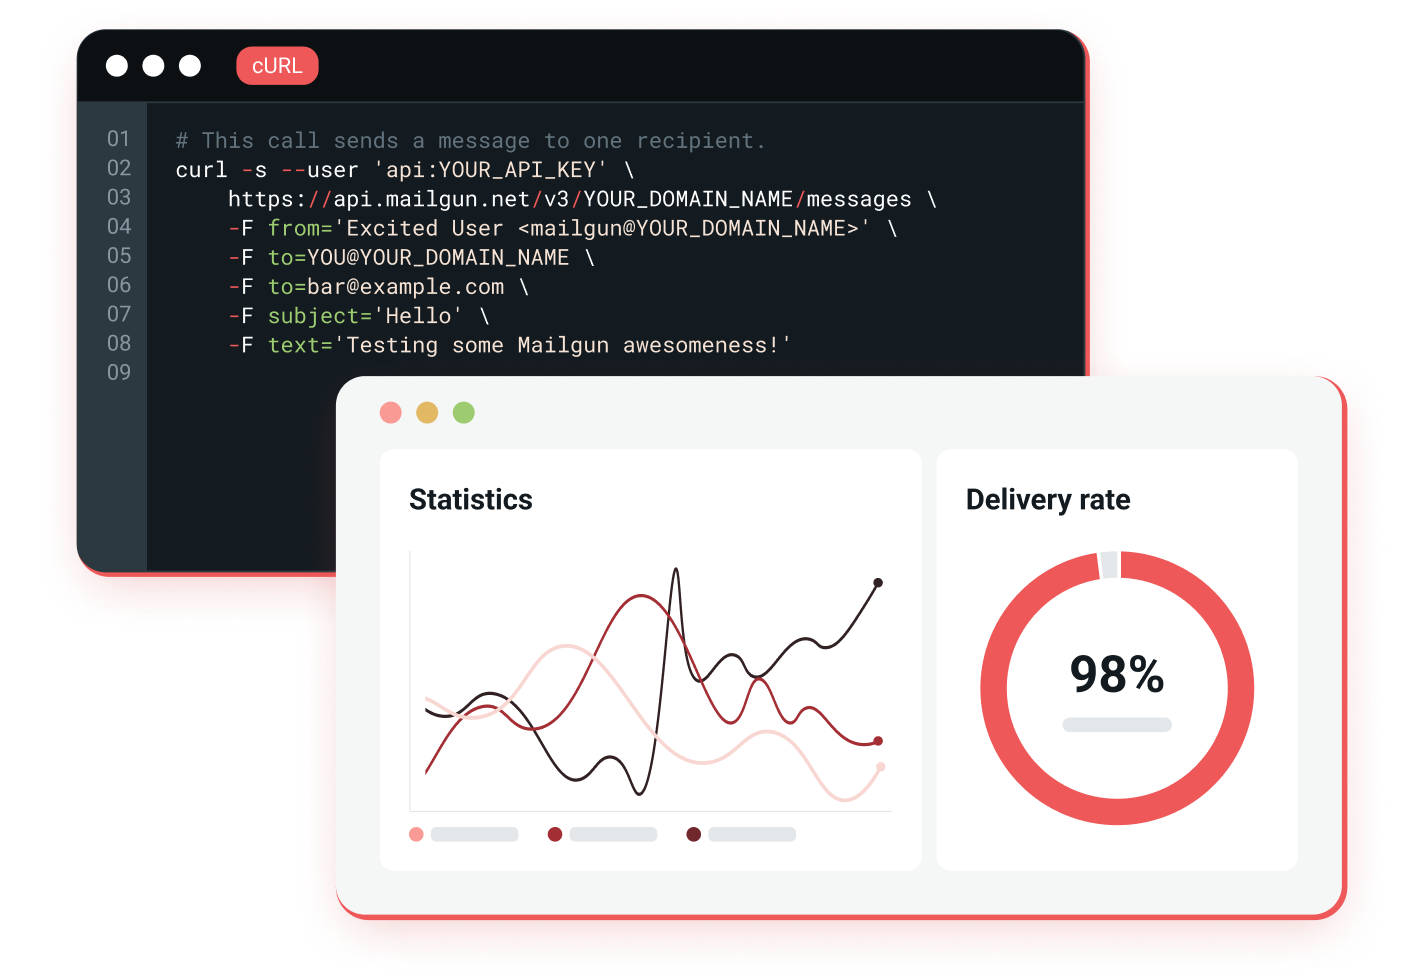 cURL
01 # This call sends a message to one recipient.
02 curl -s --user 'api:YOUR_API_KEY' \
03 https://api.mailgun.net/v3/YOUR_DOMAIN_NAME/messages \
04 -F from='Excited User <mailgun@YOUR_DOMAIN_NAME>' \
05 -F to=YOU@YOUR_DOMAIN_NAME \
06 -F to=bar@example.com \
07 -F subject='Hello' \
08 -F text='Testing some Mailgun awesomeness!'
09
Statistics
Delivery rate
98%